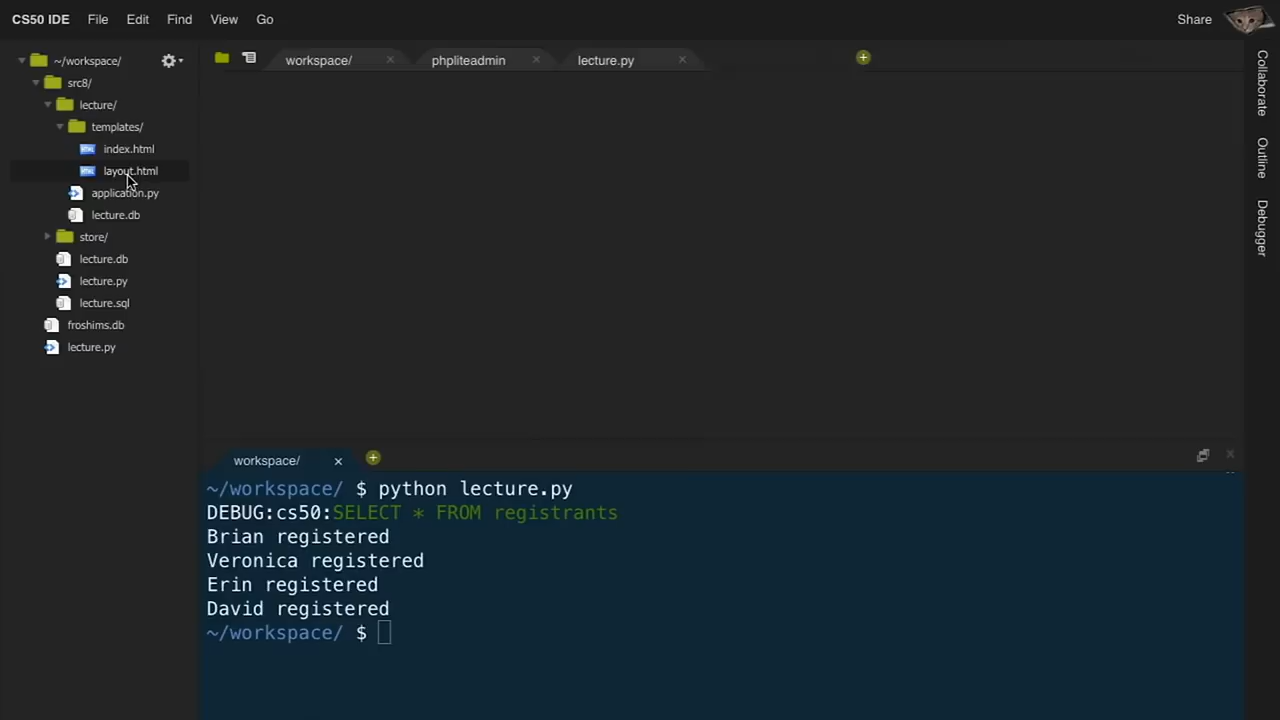 CS50 IDE File Edit Find View Go Share
~/workspace/
src8/
lecture/
templates/
index.html
layout.html
application.py
lecture.db
store/
lecture.db
lecture.py
lecture.sql
froshims.db
lecture.py
workspace/ phpliteadmin lecture.py
Collaborate
Outline
Debugger
workspace/
~/workspace/ $ python lecture.py
DEBUG:cs50:SELECT * FROM registrants
Brian registered
Veronica registered
Erin registered
David registered
~/workspace/ $